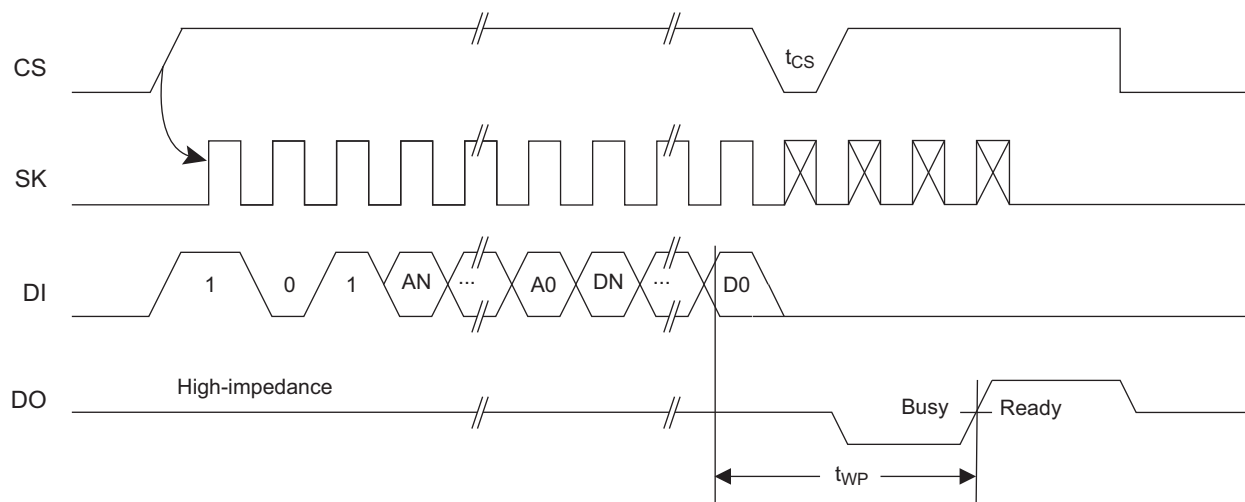 CS
tCS
SK
DI 1 0 1 AN ... A0 DN ... D0
DO High-impedance Busy Ready
tWP